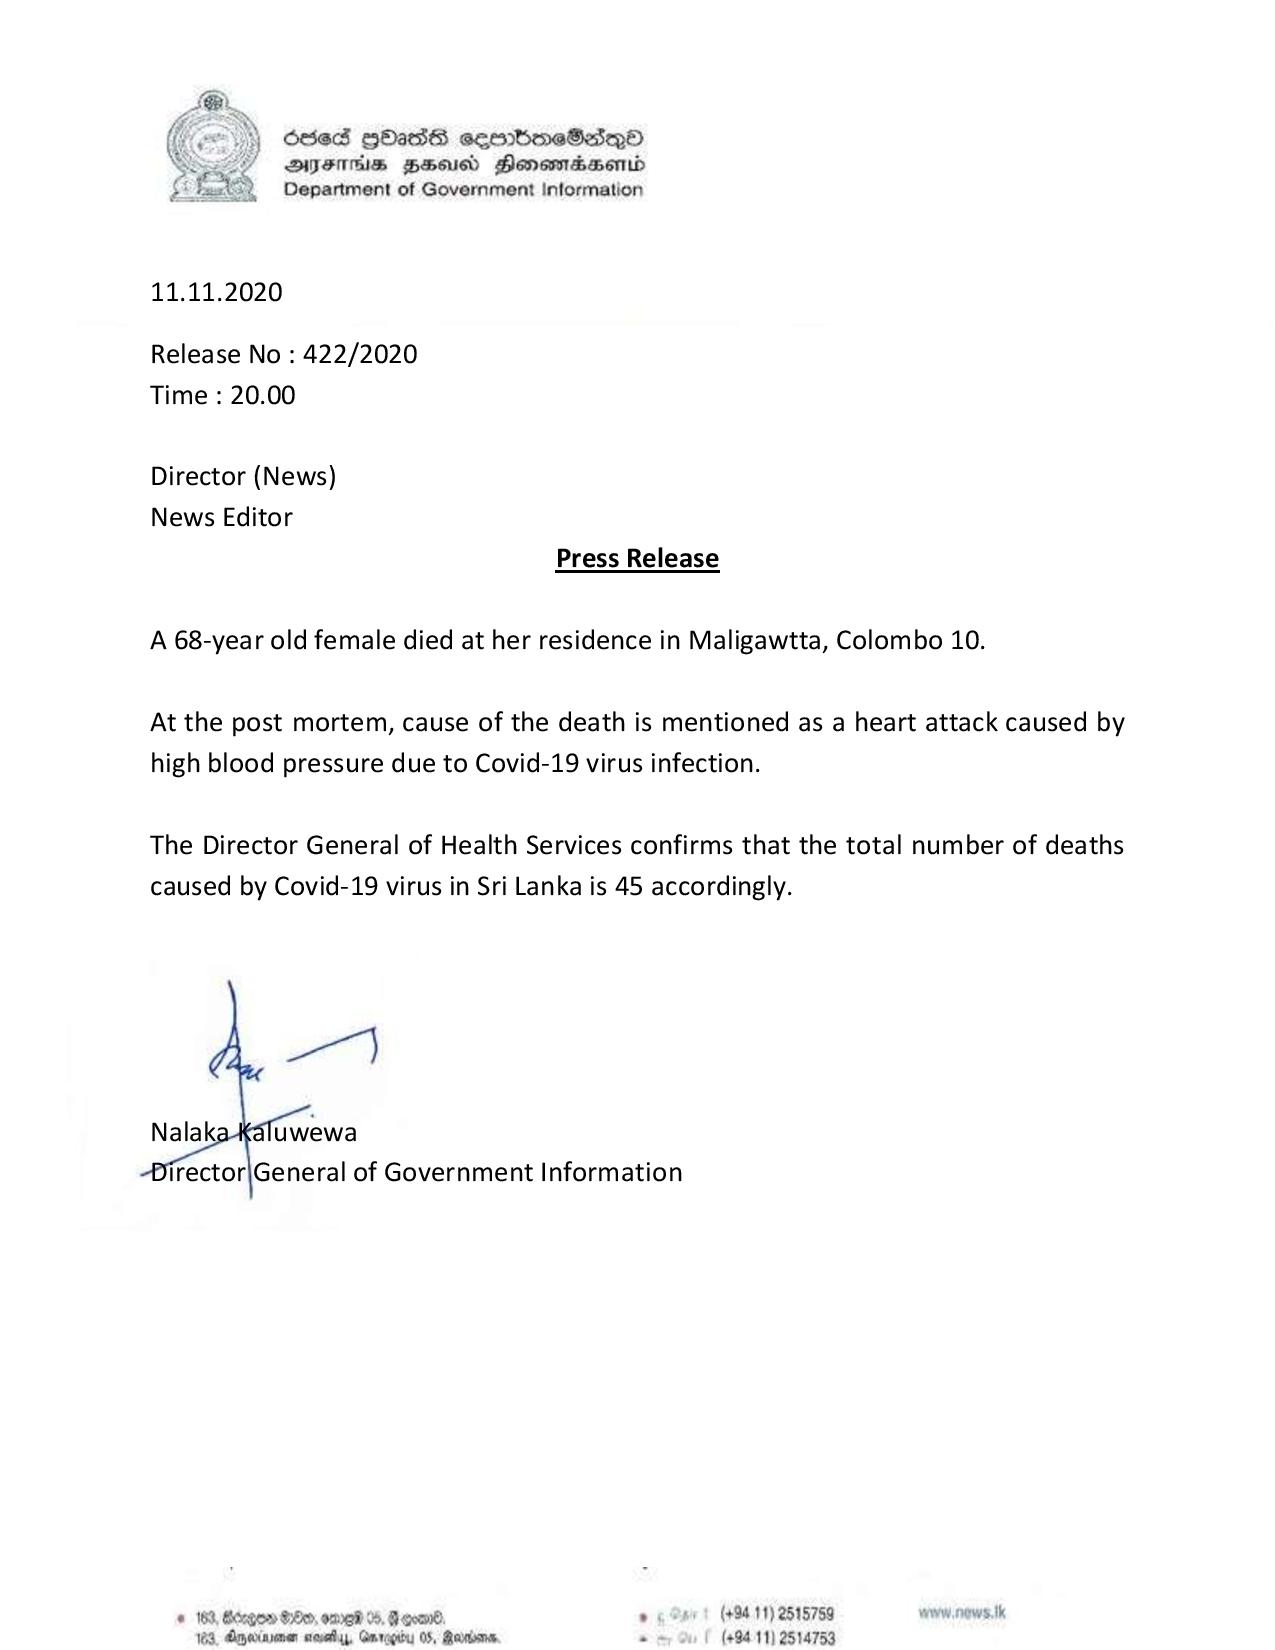 රජයේ ප්‍රවෘත්ති දෙපාර්තමේන්තුව
அரசாங்க தகவல் திணைக்களம்
Department of Government Information
11.11.2020
Release No : 422/2020
Time : 20.00
Director (News)
News Editor
Press Release
A 68-year old female died at her residence in Maligawtta, Colombo 10.
At the post mortem, cause of the death is mentioned as a heart attack caused by
high blood pressure due to Covid-19 virus infection.
The Director General of Health Services confirms that the total number of deaths
caused by Covid-19 virus in Sri Lanka is 45 accordingly.
Nalaka Kaluwewa
Director General of Government Information
163, කිරුලපන මාවත, කොළඹ 05, ශ්‍රී ලංකාව.
163, கிருலப்பனை எவனியூ, கொழும்பு 05, இலங்கை.
(+94 11) 2515759
(+94 11) 2514753
www.news.lk